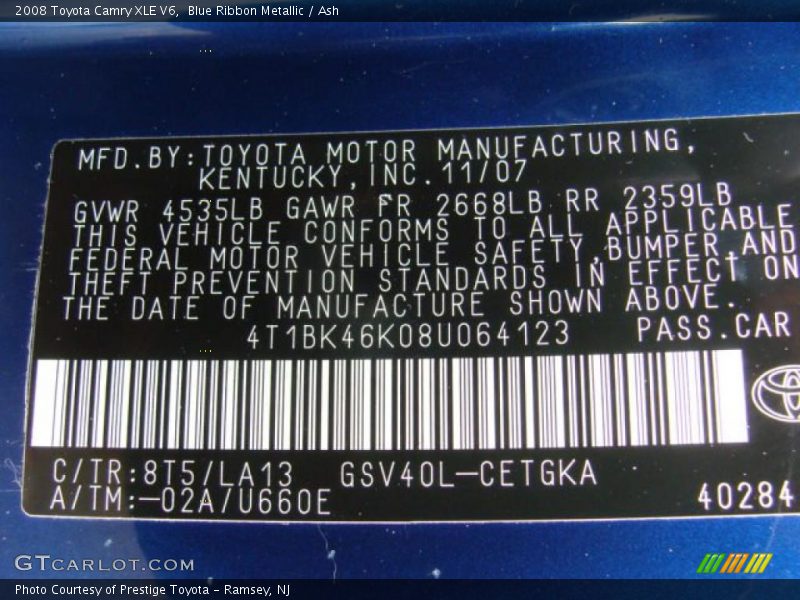 2008 Toyota Camry XLE V6,  Blue Ribbon Metallic / Ash
MFD.BY:TOYOTA MOTOR MANUFACTURING,
KENTUCKY,INC.11/07
GVWR 4535LB GAWR FR 2668LB RR 2359LB
THIS VEHICLE CONFORMS TO ALL APPLICABLE
FEDERAL MOTOR VEHICLE SAFETY,BUMPER,AND
THEFT PREVENTION STANDARDS IN EFFECT ON
THE DATE OF MANUFACTURE SHOWN ABOVE.
4T1BK46K08U064123 PASS.CAR
C/TR:8T5/LA13 GSV40L-CETGKA
A/TM:-02A/U660E 40284
GTCARLOT.COM
Photo Courtesy of Prestige Toyota - Ramsey, NJ